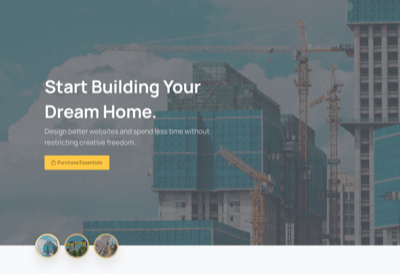 Start Building Your
Dream Home.
Design better websites and spend less time without
restricting creative freedom.
Purchase Essentials